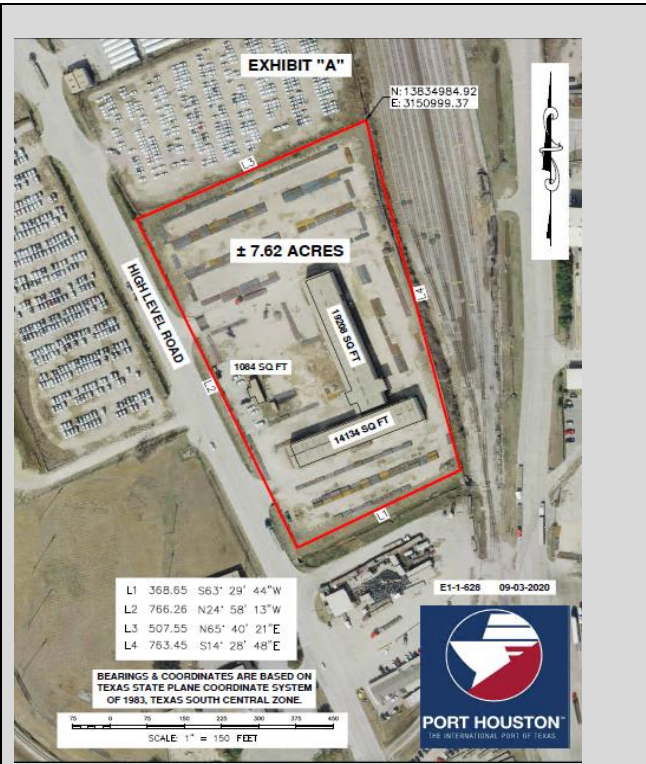 EXHIBIT "A"
N: 13834984.92
E: 3150999.37
L3
± 7.62 ACRES
HIGH LEVEL ROAD
L4
19208 SQ FT
1084 SQ FT
L2
14134 SQ FT
L1
L1 368.65 S63° 29' 44"W
L2 766.26 N24° 58' 13"W
L3 507.55 N65° 40' 21"E
L4 763.45 S14° 28' 48"E
E1-1-628 09-03-2020
BEARINGS & COORDINATES ARE BASED ON
TEXAS STATE PLANE COORDINATE SYSTEM
OF 1983, TEXAS SOUTH CENTRAL ZONE.
75 0 75 150 225 300 375 450
SCALE: 1" = 150 FEET
PORT HOUSTON™
THE INTERNATIONAL PORT OF TEXAS